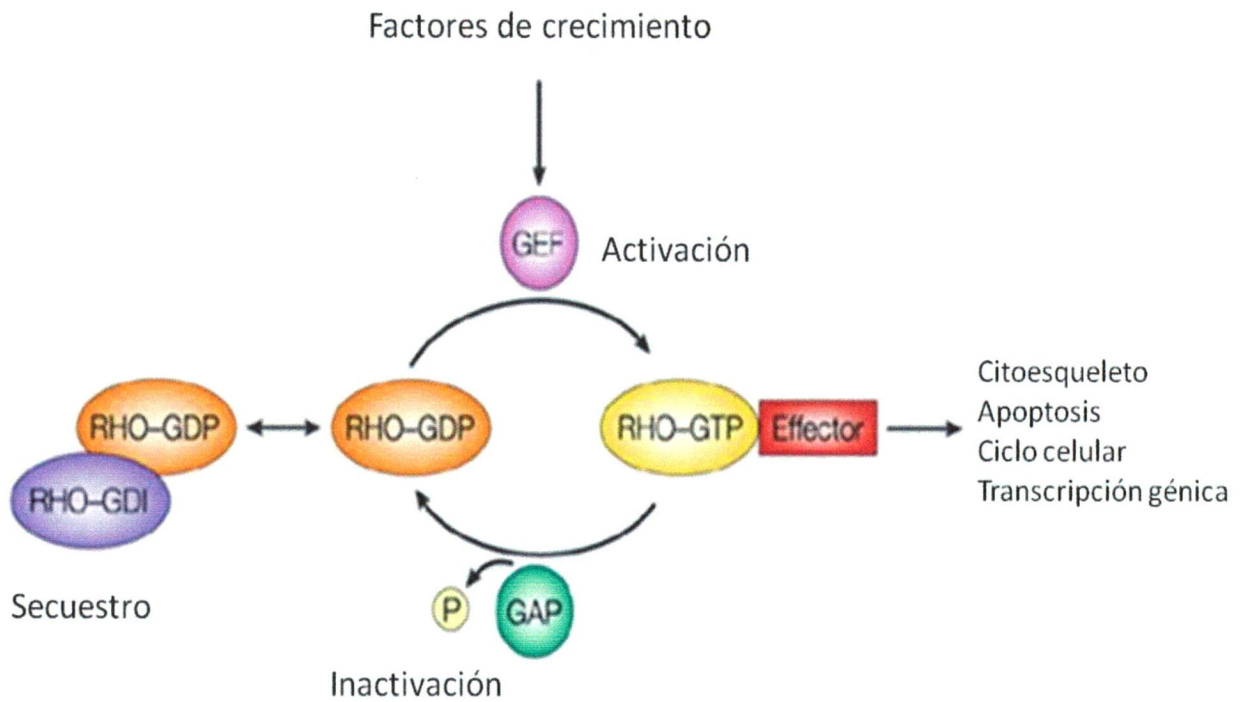 Factores de crecimiento
GEF
Activación
RHO-GDP
RHO-GDI
RHO-GDP
RHO-GTP
Effector
Citoesqueleto
Apoptosis
Ciclo celular
Transcripción génica
Secuestro
P
GAP
Inactivación